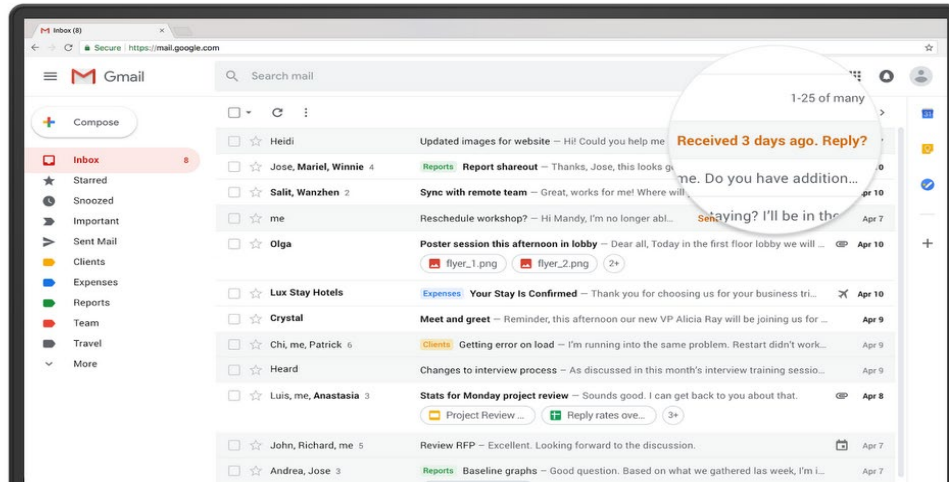 Inbox (8)
Secure https://mail.google.com
Gmail
Search mail
1-25 of many
Compose
Heidi Updated images for website – Hi! Could you help me Received 3 days ago. Reply?
Inbox 8
Jose, Mariel, Winnie 4 Reports Report shareout – Thanks, Jose, this looks me. Do you have addition...
Starred
Salit, Wanzhen 2 Sync with remote team – Great, works for me! Where will staying? I'll be in the Apr 10
Snoozed
Important
me Reschedule workshop? – Hi Mandy, I'm no longer abl... Apr 7
Sent Mail
Olga Poster session this afternoon in lobby – Dear all, Today in the first floor lobby we will ... Apr 10
Clients
flyer_1.png flyer_2.png 2+
Expenses
Lux Stay Hotels Expenses Your Stay Is Confirmed – Thank you for choosing us for your business tri... Apr 10
Reports
Crystal Meet and greet – Reminder, this afternoon our new VP Alicia Ray will be joining us for ... Apr 9
Team
Chi, me, Patrick 6 Clients Getting error on load – I'm running into the same problem. Restart didn't work... Apr 9
Travel
More
Heard Changes to interview process – As discussed in this month's interview training sessio... Apr 9
Luis, me, Anastasia 3 Stats for Monday project review – Sounds good. I can get back to you about that. Apr 8
Project Review ... Reply rates ove... 3+
John, Richard, me 5 Review RFP – Excellent. Looking forward to the discussion. Apr 7
Andrea, Jose 3 Reports Baseline graphs – Good question. Based on what we gathered las week, I'm i... Apr 7